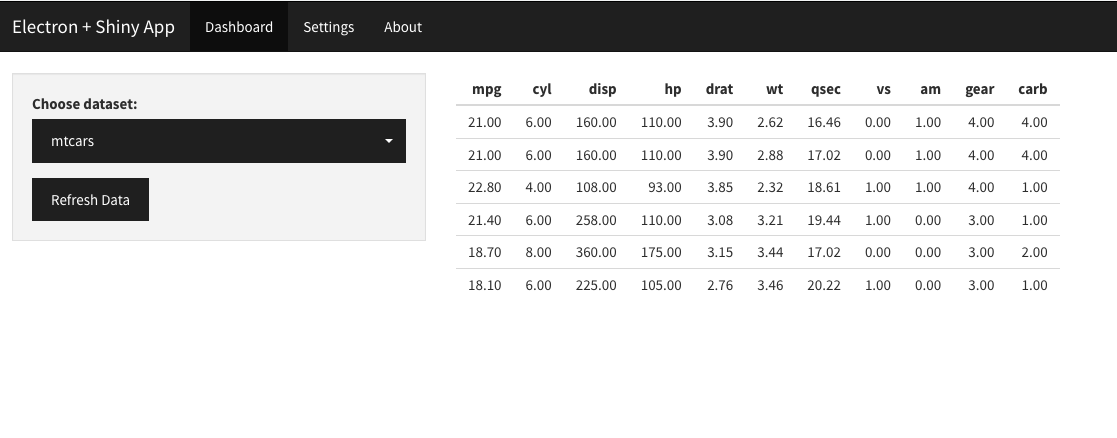 Electron + Shiny App Dashboard Settings About
Choose dataset:
mtcars
Refresh Data
mpg cyl disp hp drat wt qsec vs am gear carb
21.00 6.00 160.00 110.00 3.90 2.62 16.46 0.00 1.00 4.00 4.00
21.00 6.00 160.00 110.00 3.90 2.88 17.02 0.00 1.00 4.00 4.00
22.80 4.00 108.00 93.00 3.85 2.32 18.61 1.00 1.00 4.00 1.00
21.40 6.00 258.00 110.00 3.08 3.21 19.44 1.00 0.00 3.00 1.00
18.70 8.00 360.00 175.00 3.15 3.44 17.02 0.00 0.00 3.00 2.00
18.10 6.00 225.00 105.00 2.76 3.46 20.22 1.00 0.00 3.00 1.00